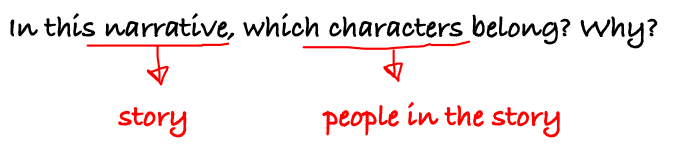 In this narrative, which characters belong? Why?
story people in the story